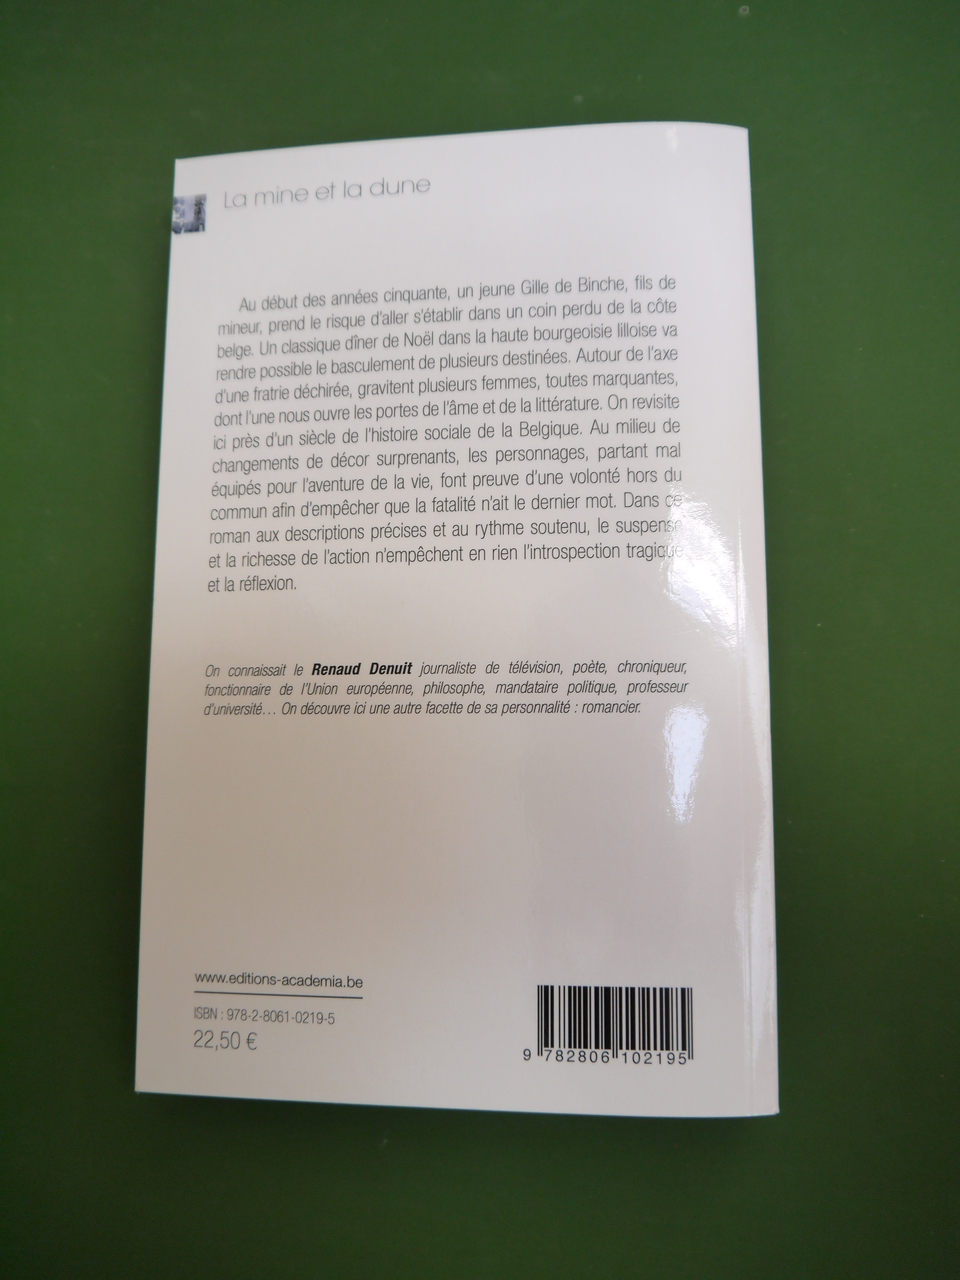 La mine et la dune
Au début des années cinquante, un jeune Gille de Binche, fils de
mineur, prend le risque d'aller s'établir dans un coin perdu de la côte
belge. Un classique dîner de Noël dans la haute bourgeoisie lilloise va
rendre possible le basculement de plusieurs destinées. Autour de l'axe
d'une fratrie déchirée, gravitent plusieurs femmes, toutes marquantes,
dont l'une nous ouvre les portes de l'âme et de la littérature. On revisite
ici près d'un siècle de l'histoire sociale de la Belgique. Au milieu de
changements de décor surprenants, les personnages, partant mal
équipés pour l'aventure de la vie, font preuve d'une volonté hors du
commun afin d'empêcher que la fatalité n'ait le dernier mot. Dans ce
roman aux descriptions précises et au rythme soutenu, le suspense
et la richesse de l'action n'empêchent en rien l'introspection tragique
et la réflexion.
On connaissait le Renaud Denuit journaliste de télévision, poète, chroniqueur,
fonctionnaire de l'Union européenne, philosophe, mandataire politique, professeur
d'université... On découvre ici une autre facette de sa personnalité : romancier.
www.editions-academia.be
ISBN : 978-2-8061-0219-5
22,50 €
9 782806 102195